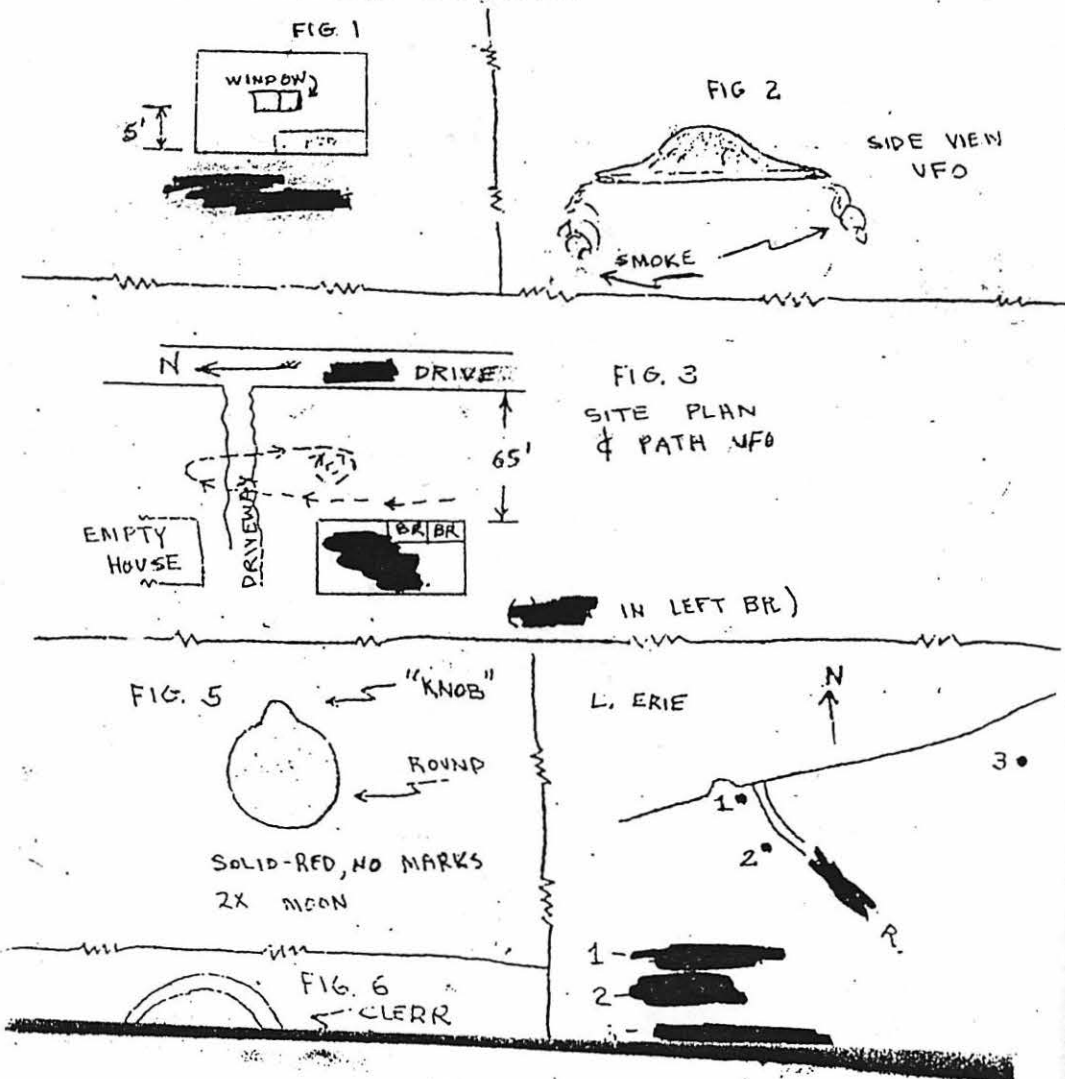 FIG. 1
WINDOW
5'
FIG 2
SIDE VIEW
UFO
SMOKE
N
DRIVE
FIG. 3
SITE PLAN
& PATH UFO
65'
EMPTY
HOUSE
DRIVEWAY
BR BR
IN LEFT BR)
FIG. 5
"KNOB"
ROUND
SOLID-RED, NO MARKS
2X MOON
L. ERIE
N
3
1
2
R.
1 -
2 -
FIG. 6
CLERR